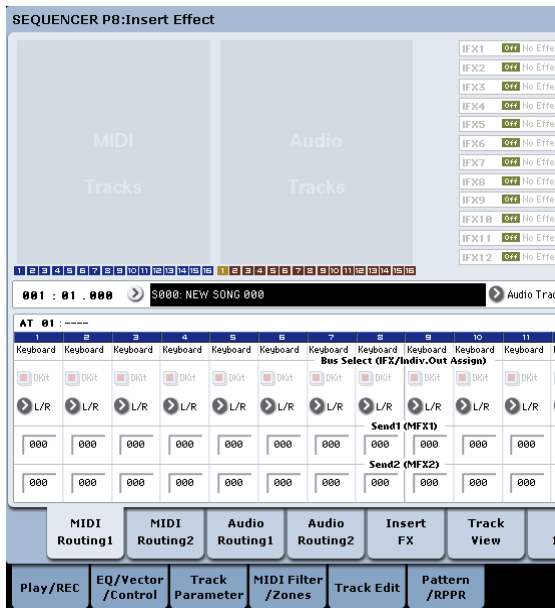 SEQUENCER P8:Insert Effect
IFX1 Off No Effe
IFX2 Off No Effe
IFX3 Off No Effe
IFX4 Off No Effe
IFX5 Off No Effe
IFX6 Off No Effe
IFX7 Off No Effe
IFX8 Off No Effe
IFX9 Off No Effe
IFX10 Off No Effe
IFX11 Off No Effe
IFX12 Off No Effe
MIDI
Tracks
Audio
Tracks
1 2 3 4 5 6 7 8 9 10 11 12 13 14 15 16 1 2 3 4 5 6 7 8 9 10 11 12 13 14 15 16
001 : 01 .000 S000: NEW SONG 000 Audio Trac
AT 01 :----
1 2 3 4 5 6 7 8 9 10 11
Keyboard Keyboard Keyboard Keyboard Keyboard Keyboard Keyboard Keyboard Keyboard Keyboard Keyboard
Bus Select (IFX/Indiv.Out Assign)
DKit DKit DKit DKit DKit DKit DKit DKit DKit DKit DKit
L/R L/R L/R L/R L/R L/R L/R L/R L/R L/R L/R
Send1 (MFX1)
000 000 000 000 000 000 000 000 000 000 000
Send2 (MFX2)
000 000 000 000 000 000 000 000 000 000 000
MIDI Routing1 MIDI Routing2 Audio Routing1 Audio Routing2 Insert FX Track View
Play/REC EQ/Vector /Control Track Parameter MIDI Filter /Zones Track Edit Pattern /RPPR